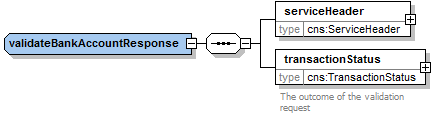 serviceHeader
type cns:ServiceHeader
validateBankAccountResponse
transactionStatus
type cns:TransactionStatus
The outcome of the validation
request